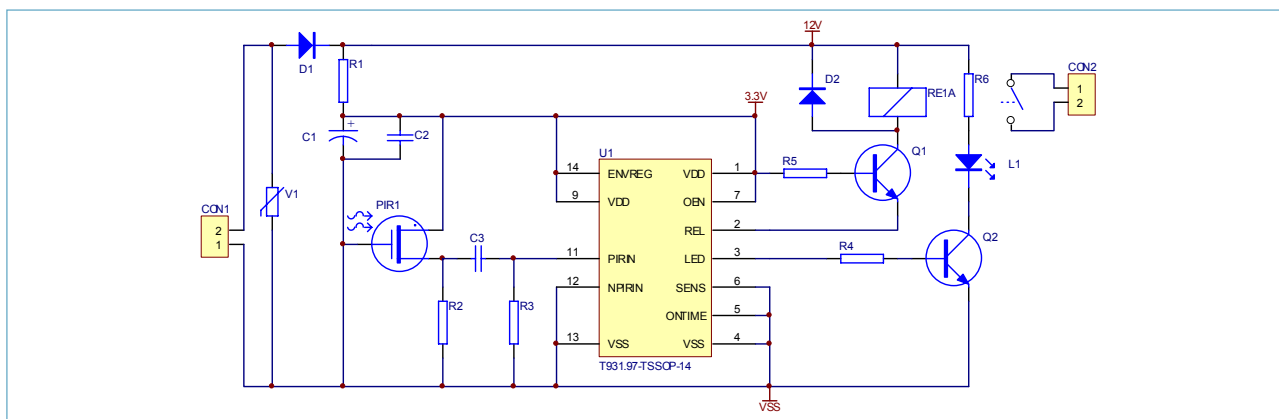 12V
D1
R1
D2
RE1A
R6
CON2
1
2
3.3V
+
C1
C2
U1
Q1
14 ENVREG VDD 1
R5
L1
V1
9 VDD OEN 7
CON1
2
1
PIR1
REL 2
Q2
C3
R4
11 PIRIN LED 3
12 NPIRIN SENS 6
R2
R3
ONTIME 5
13 VSS VSS 4
T931.97-TSSOP-14
VSS